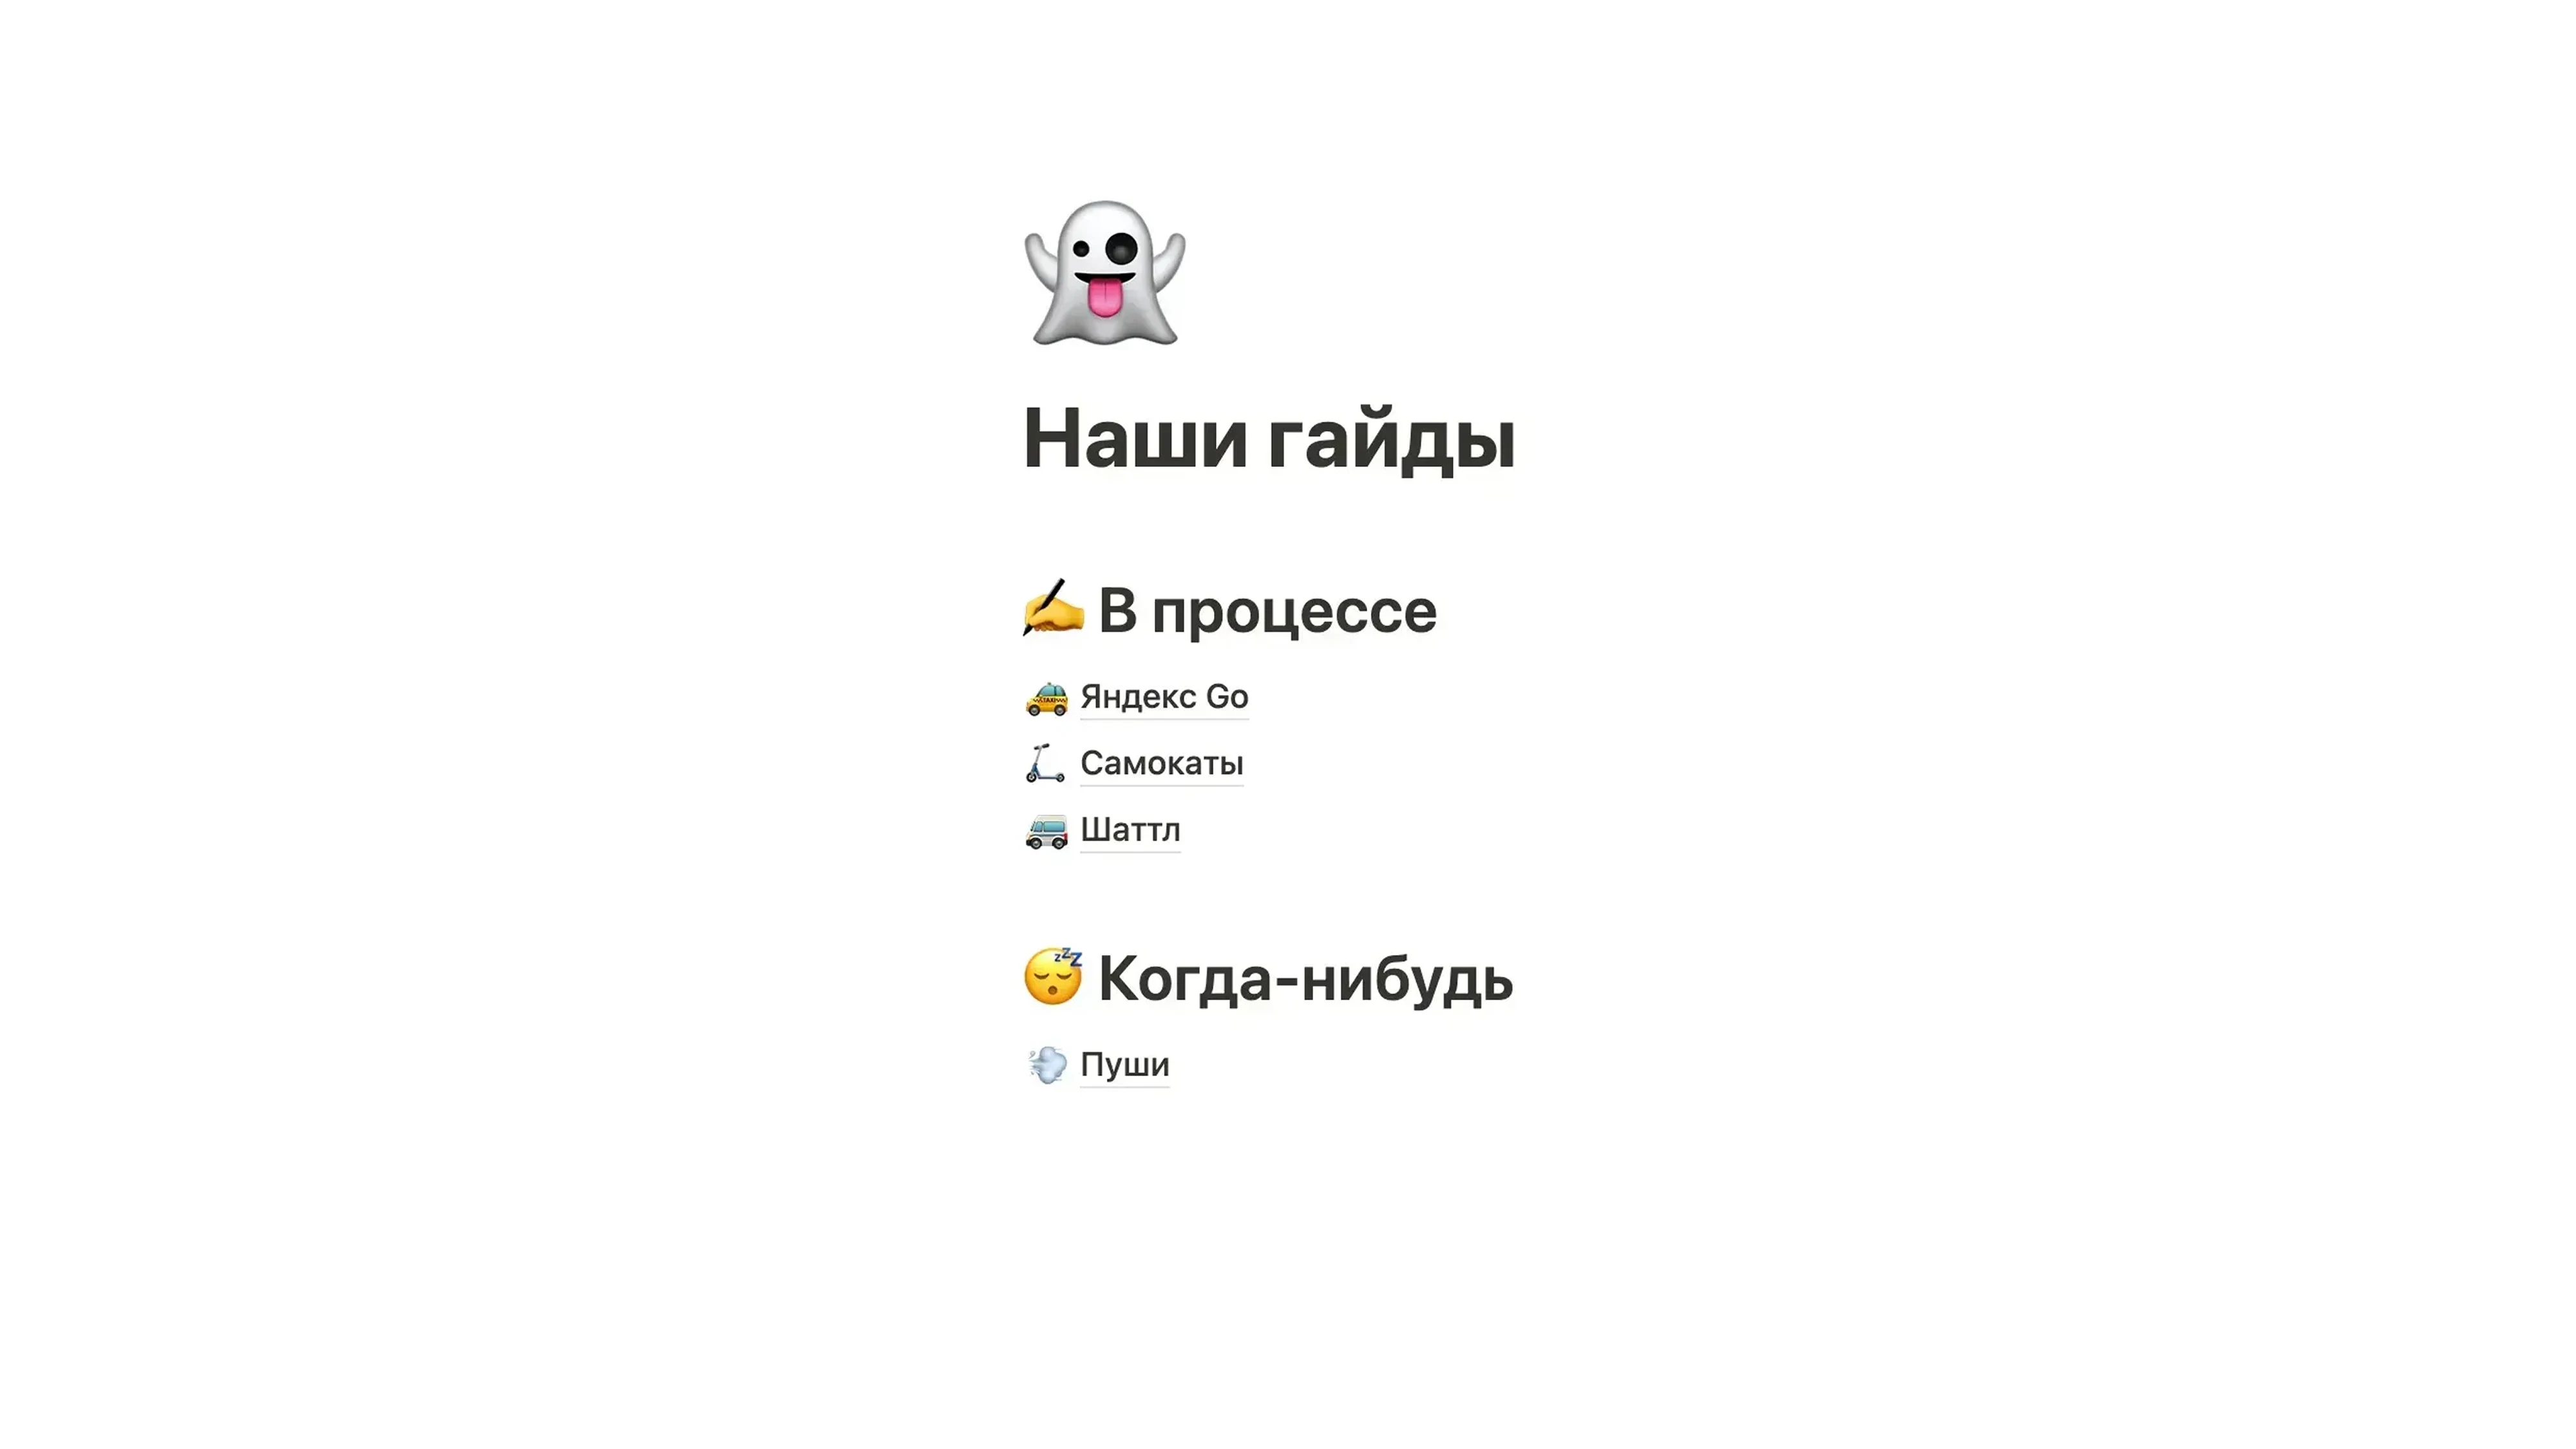 Наши гайды
В процессе
Яндекс Go
Самокаты
Шаттл
Когда-нибудь
Пуши